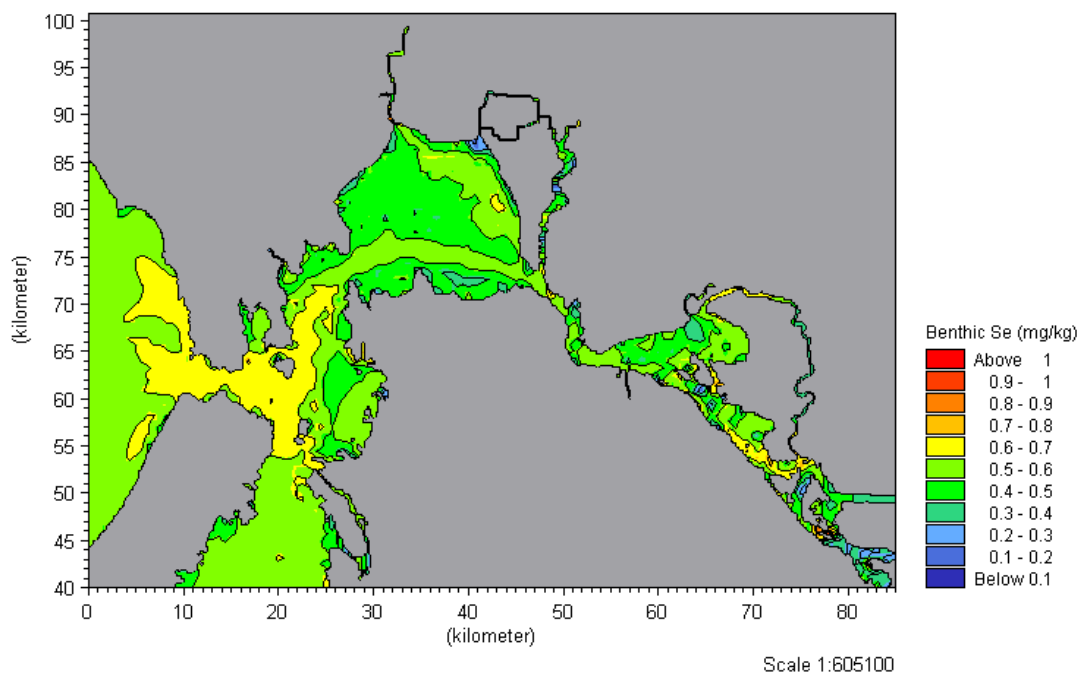 100
95
90
85
80
75
70
65
60
55
50
45
40
(kilometer)
0 10 20 30 40 50 60 70 80
(kilometer)
Scale 1:605100
Benthic Se (mg/kg)
Above 1
0.9 - 1
0.8 - 0.9
0.7 - 0.8
0.6 - 0.7
0.5 - 0.6
0.4 - 0.5
0.3 - 0.4
0.2 - 0.3
0.1 - 0.2
Below 0.1